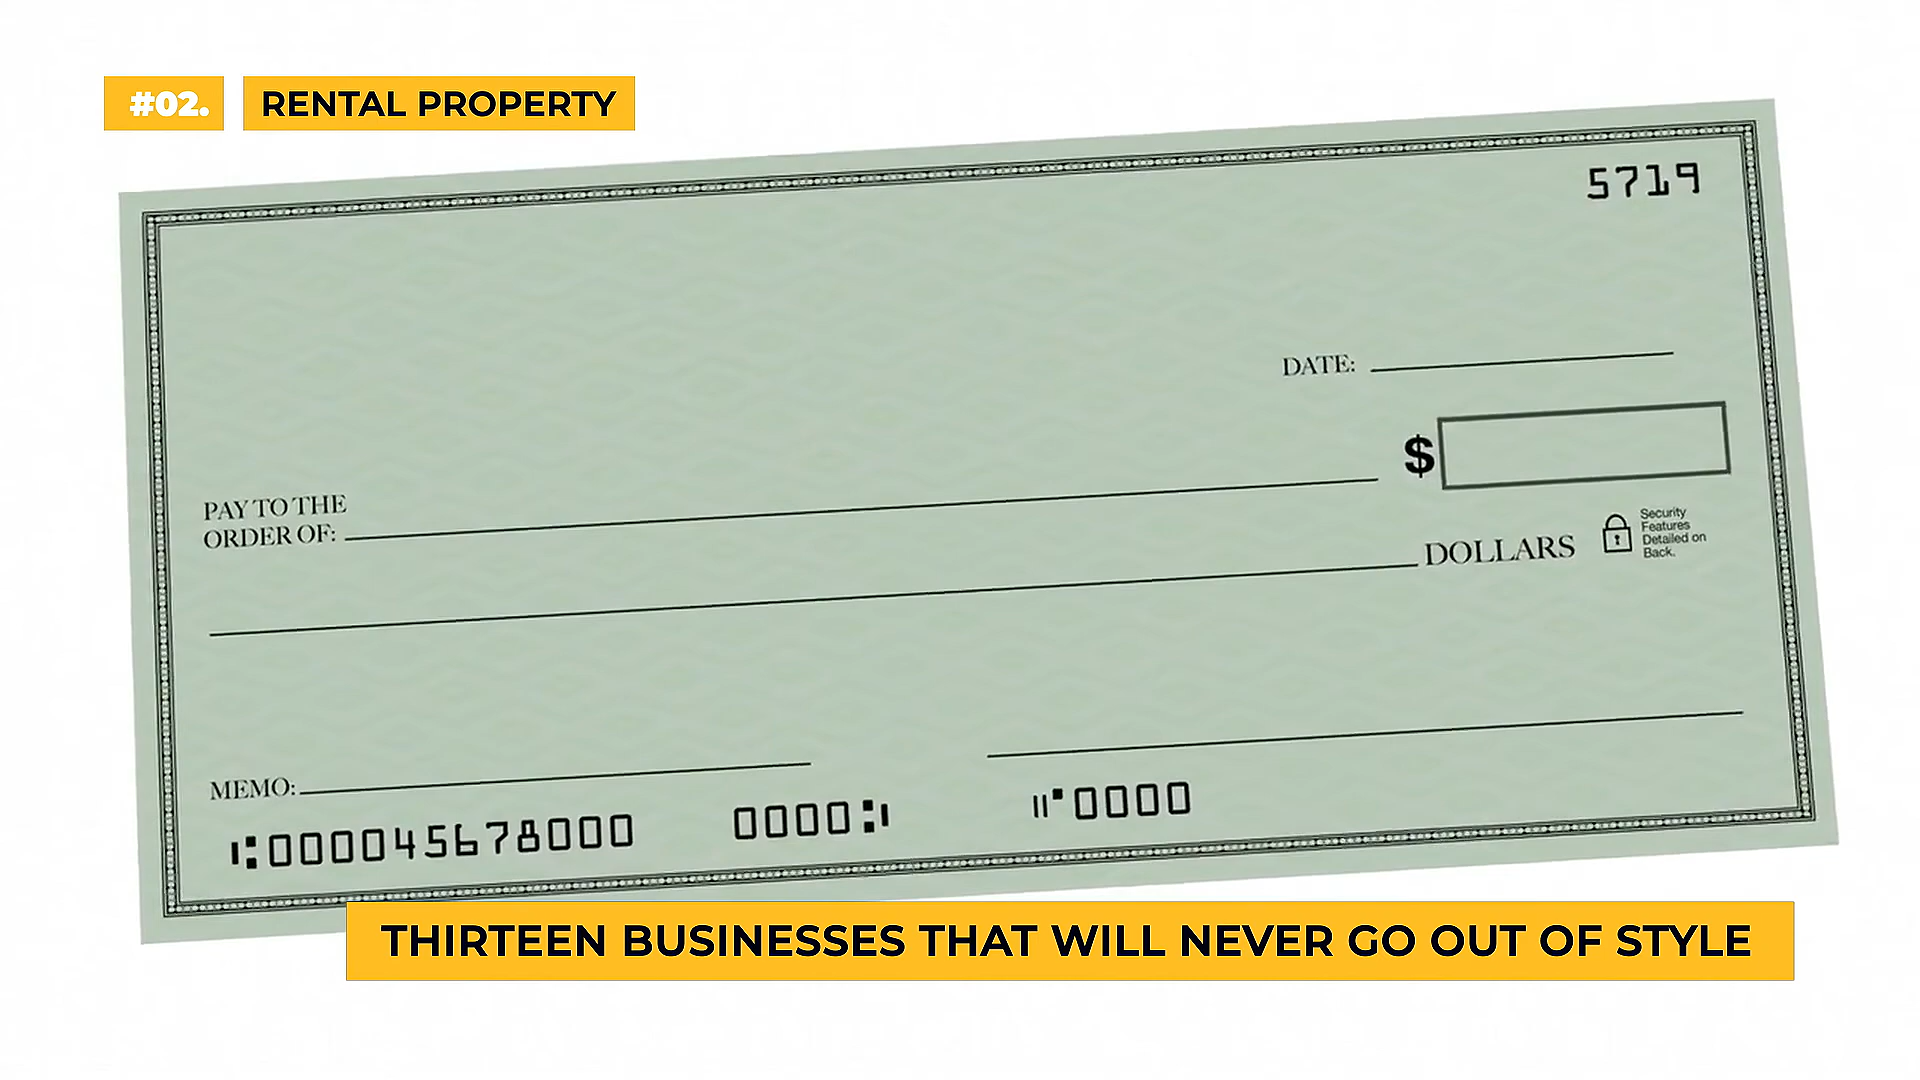 #02. RENTAL PROPERTY
5719
DATE:
$
PAY TO THE
ORDER OF:
DOLLARS
Security
Features
Detailed on
Back.
MEMO:
⑆000045678000 0000⑆ ⑈0000
THIRTEEN BUSINESSES THAT WILL NEVER GO OUT OF STYLE